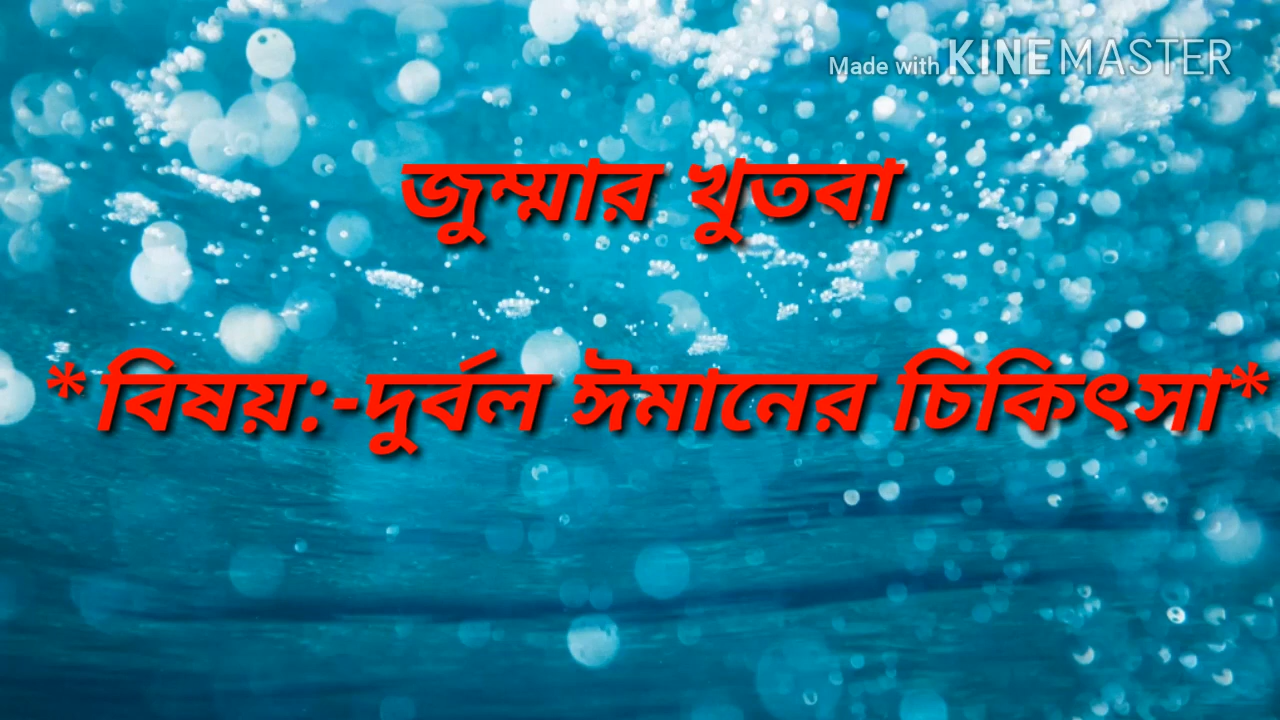 Made with KINEMASTER
জুম্মার খুতবা
*বিষয়:-দুর্বল ঈমানের চিকিৎসা*